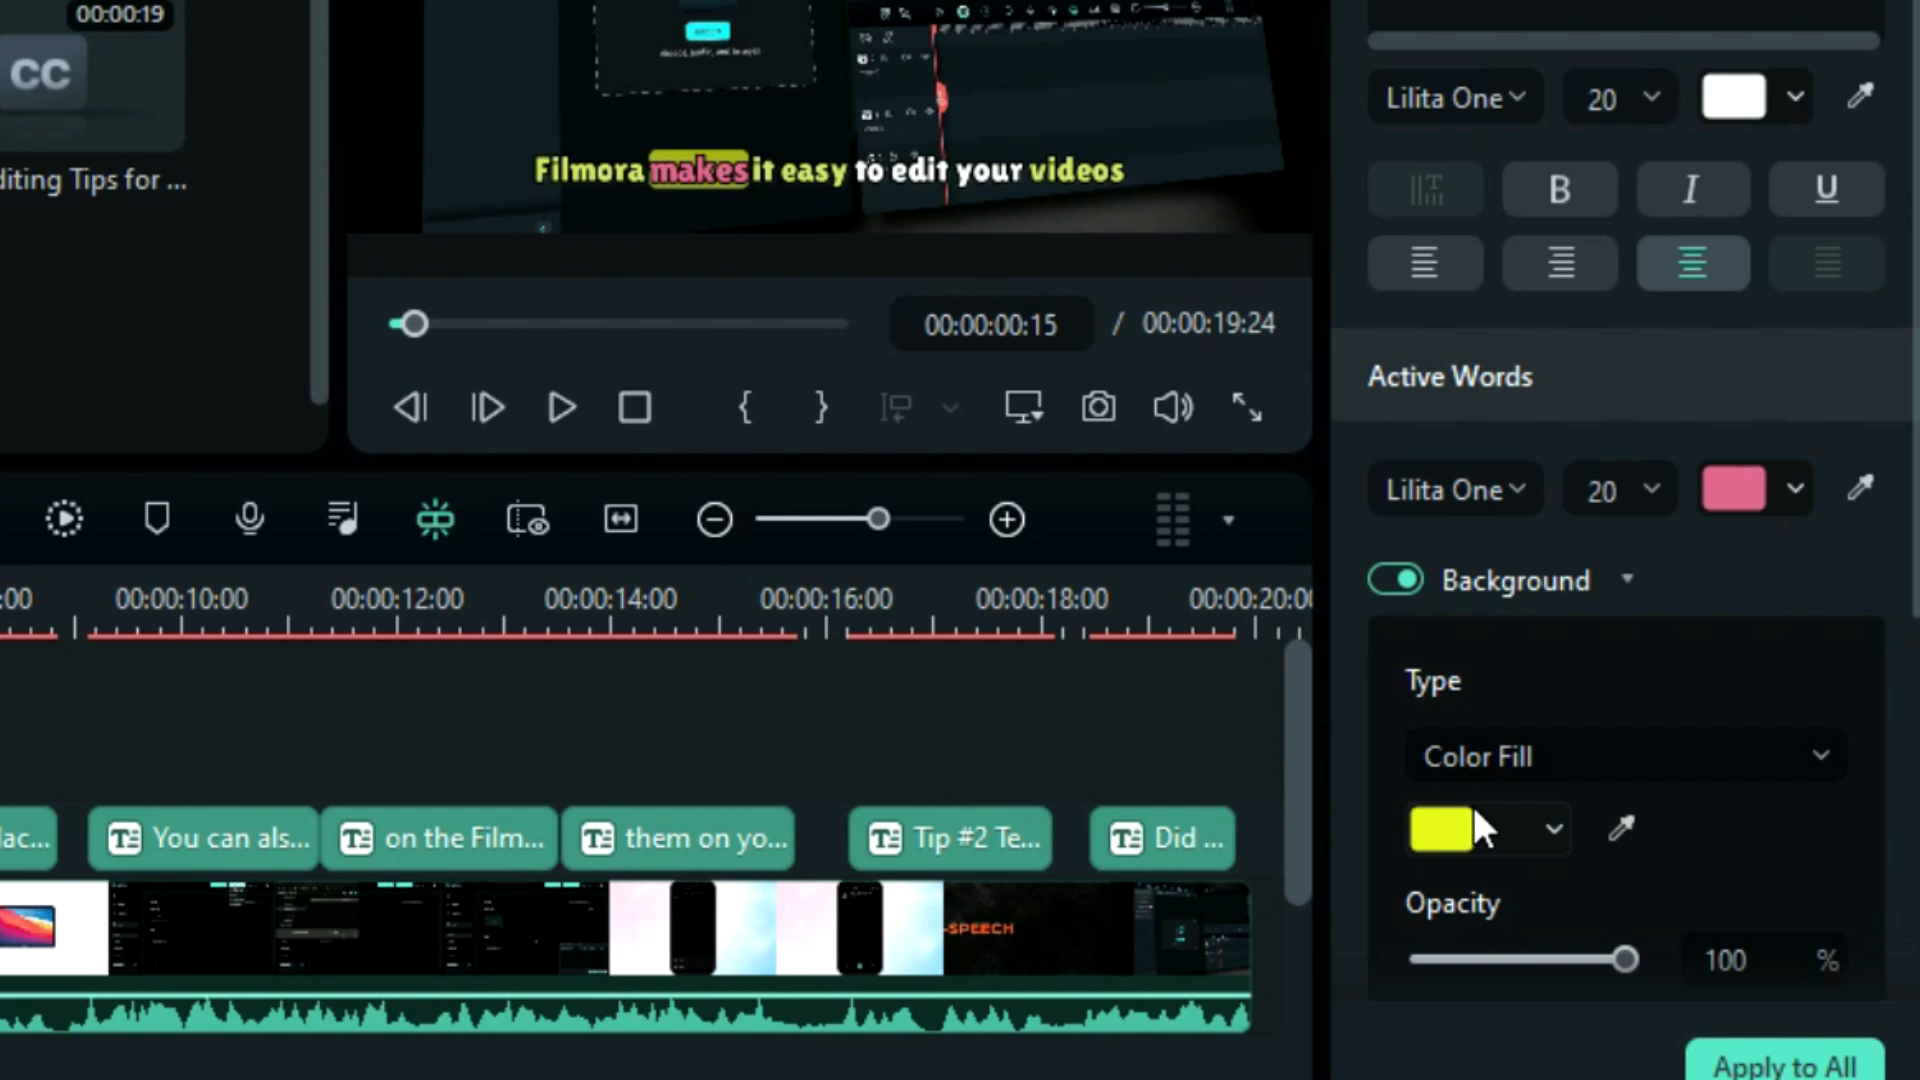 00:00:19
CC
diting Tips for ...
Filmora makes it easy to edit your videos
00:00:00:15 / 00:00:19:24
Lilita One 20
B I U
Active Words
Lilita One 20
Background
Type
Color Fill
Opacity
100 %
Apply to All
:00 00:00:10:00 00:00:12:00 00:00:14:00 00:00:16:00 00:00:18:00 00:00:20:00
lac... You can als... on the Film... them on yo... Tip #2 Te... Did ...
-SPEECH